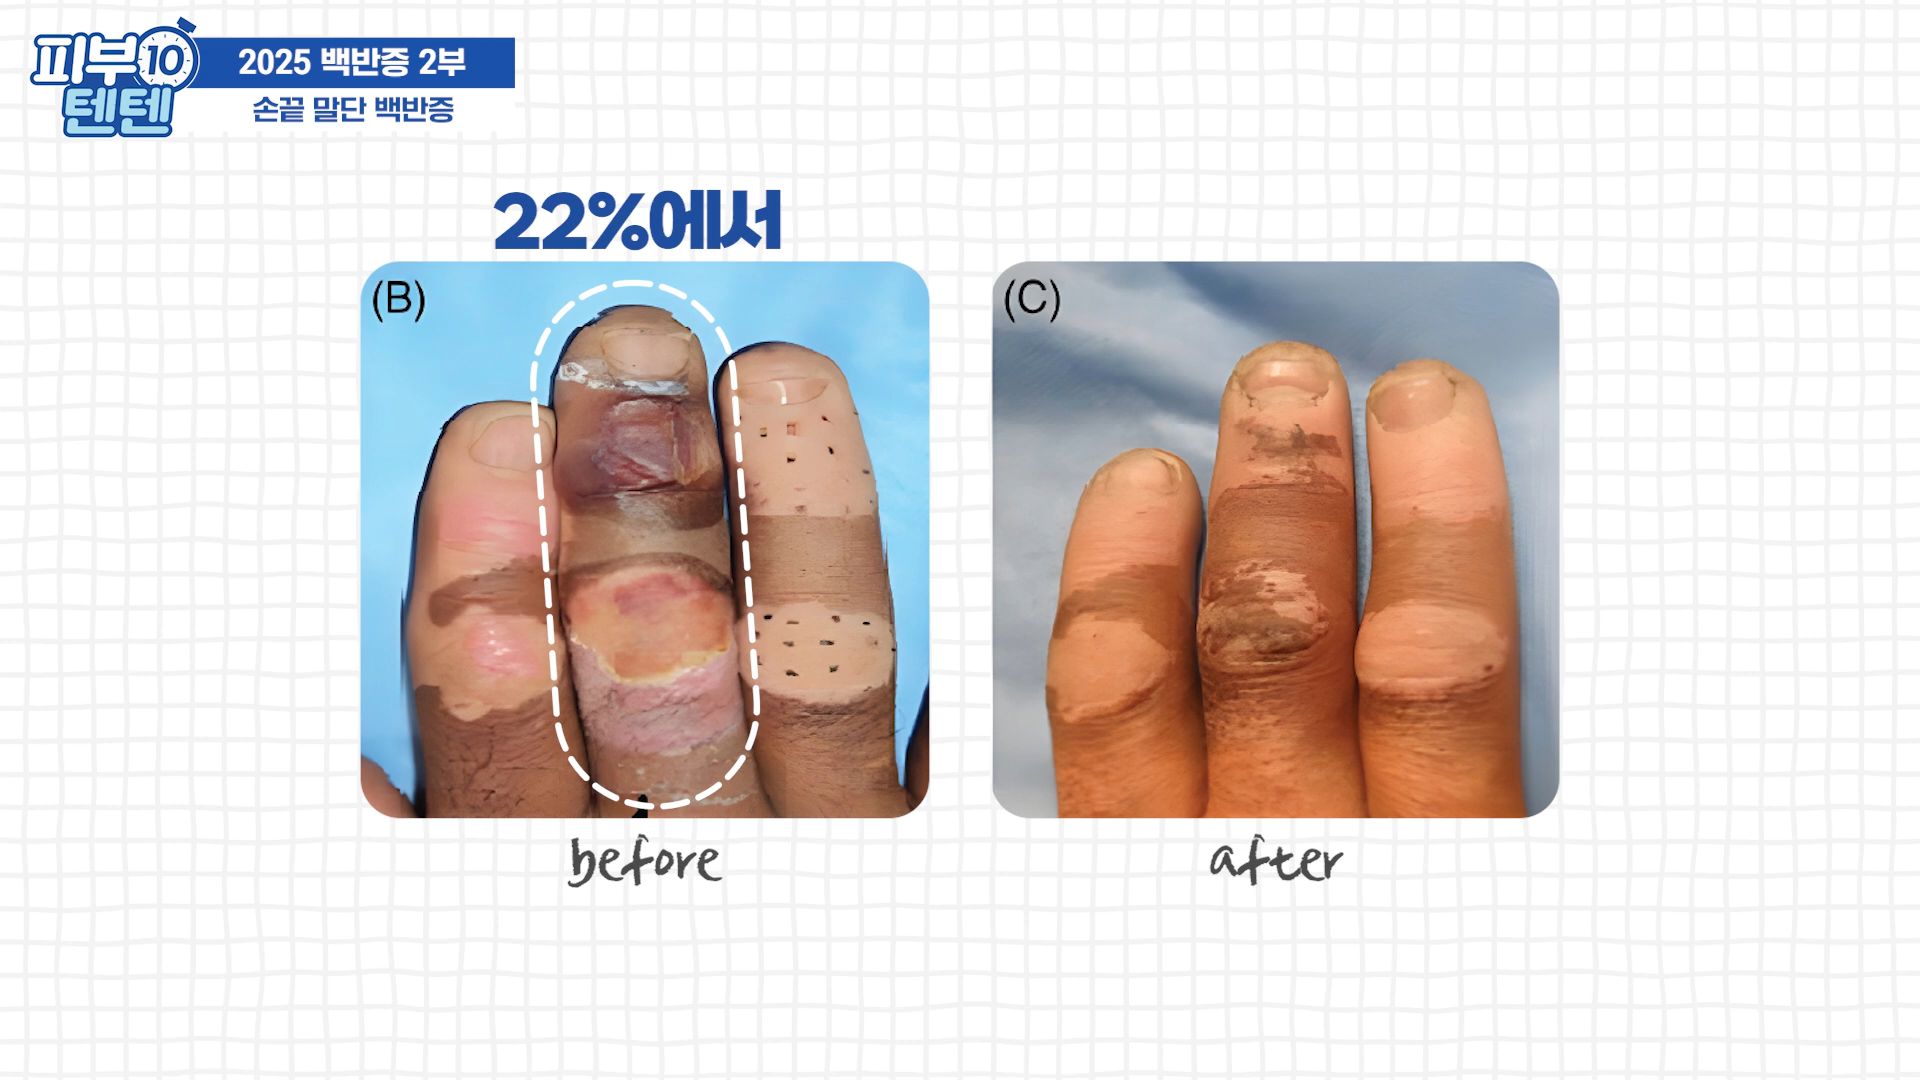 피부10
텐텐
2025 백반증 2부
손끝 말단 백반증
22%에서
(B)
(C)
before
after